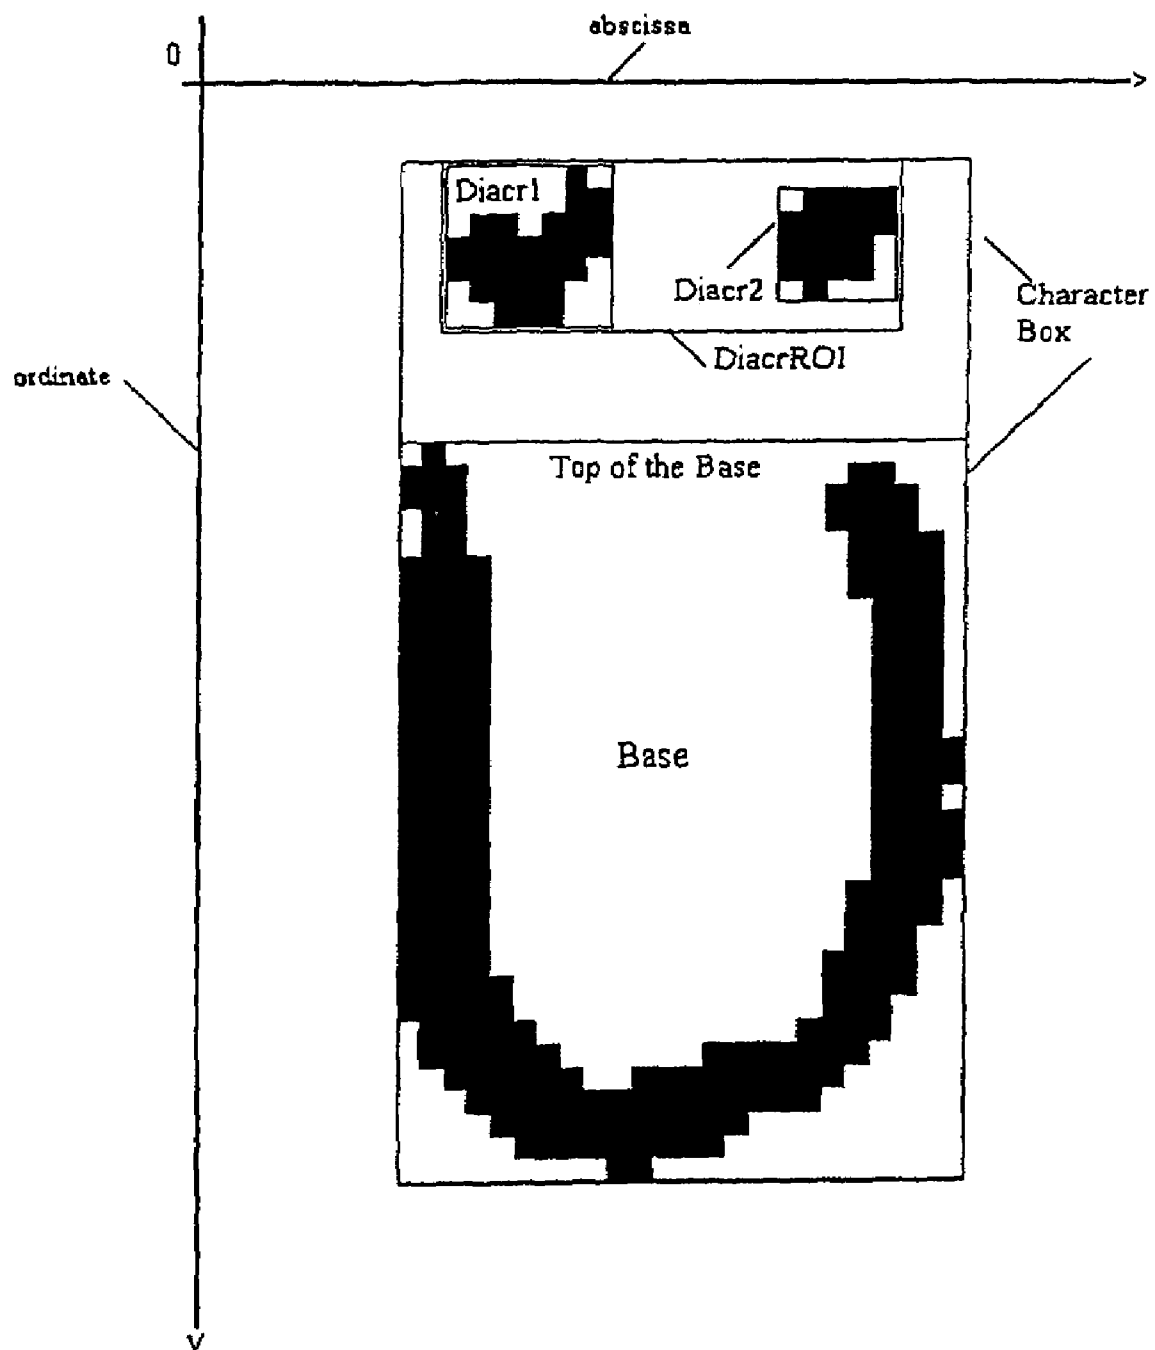 abscissa
0
Diacr1
Diacr2
Character
Box
DiacrROI
ordinate
Top of the Base
Base